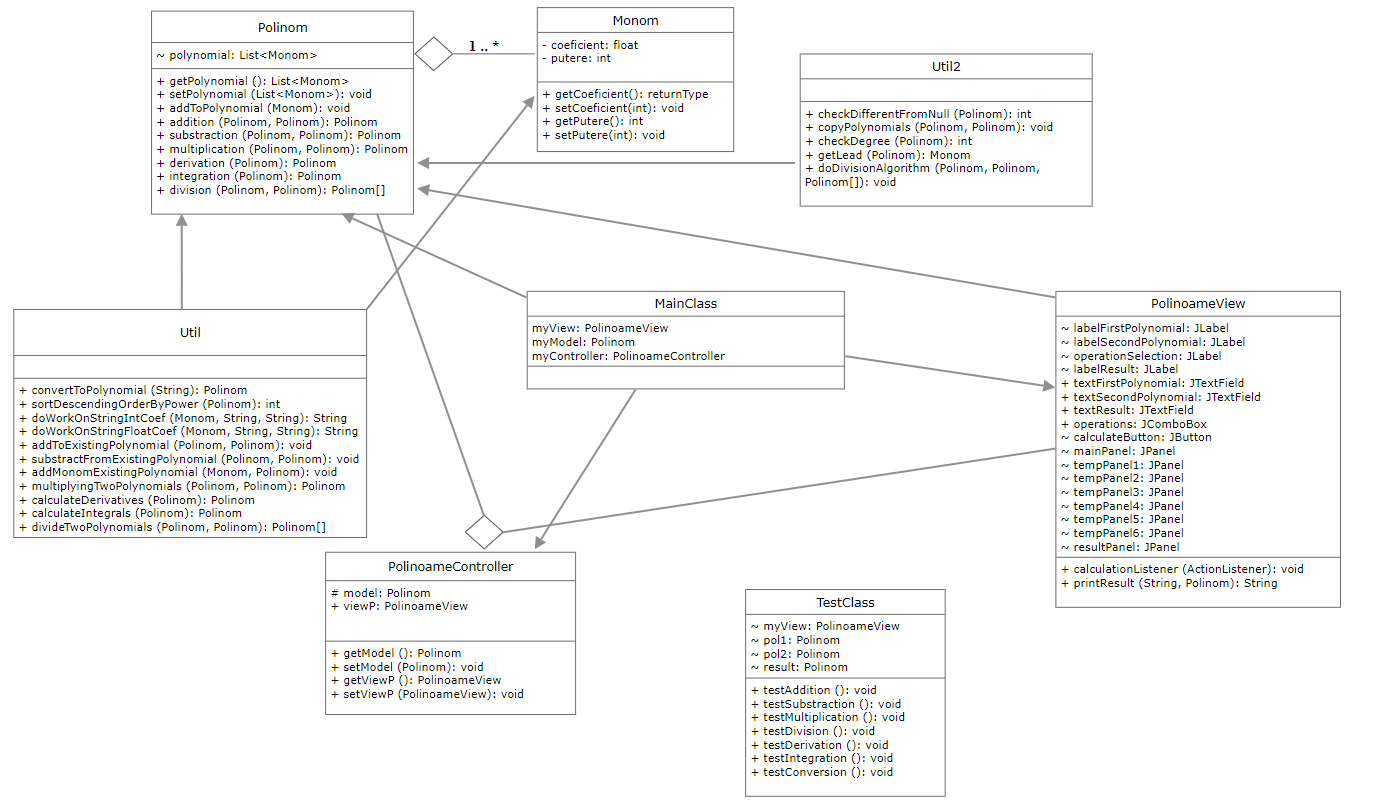 Polinom
~ polynomial: List<Monom>
+ getPolynomial (): List<Monom>
+ setPolynomial (List<Monom>): void
+ addToPolynomial (Monom): void
+ addition (Polinom, Polinom): Polinom
+ substraction (Polinom, Polinom): Polinom
+ multiplication (Polinom, Polinom): Polinom
+ derivation (Polinom): Polinom
+ integration (Polinom): Polinom
+ division (Polinom, Polinom): Polinom[]
1 .. *
Monom
- coeficient: float
- putere: int
+ getCoeficient(): returnType
+ setCoeficient(int): void
+ getPutere(): int
+ setPutere(int): void
Util2
+ checkDifferentFromNull (Polinom): int
+ copyPolynomials (Polinom, Polinom): void
+ checkDegree (Polinom): int
+ getLead (Polinom): Monom
+ doDivisionAlgorithm (Polinom, Polinom,
Polinom[]): void
Util
+ convertToPolynomial (String): Polinom
+ sortDescendingOrderByPower (Polinom): int
+ doWorkOnStringIntCoef (Monom, String, String): String
+ doWorkOnStringFloatCoef (Monom, String, String): String
+ addToExistingPolynomial (Polinom, Polinom): void
+ substractFromExistingPolynomial (Polinom, Polinom): void
+ addMonomExistingPolynomial (Monom, Polinom): void
+ multiplyingTwoPolynomials (Polinom, Polinom): Polinom
+ calculateDerivatives (Polinom): Polinom
+ calculateIntegrals (Polinom): Polinom
+ divideTwoPolynomials (Polinom, Polinom): Polinom[]
MainClass
myView: PolinoameView
myModel: Polinom
myController: PolinoameController
PolinoameView
~ labelFirstPolynomial: JLabel
~ labelSecondPolynomial: JLabel
~ operationSelection: JLabel
~ labelResult: JLabel
+ textFirstPolynomial: JTextField
+ textSecondPolynomial: JTextField
+ textResult: JTextField
+ operations: JComboBox
~ calculateButton: JButton
~ mainPanel: JPanel
~ tempPanel1: JPanel
~ tempPanel2: JPanel
~ tempPanel3: JPanel
~ tempPanel4: JPanel
~ tempPanel5: JPanel
~ tempPanel6: JPanel
~ resultPanel: JPanel
+ calculationListener (ActionListener): void
+ printResult (String, Polinom): String
PolinoameController
# model: Polinom
+ viewP: PolinoameView
+ getModel (): Polinom
+ setModel (Polinom): void
+ getViewP (): PolinoameView
+ setViewP (PolinoameView): void
TestClass
~ myView: PolinoameView
~ pol1: Polinom
~ pol2: Polinom
~ result: Polinom
+ testAddition (): void
+ testSubstraction (): void
+ testMultiplication (): void
+ testDivision (): void
+ testDerivation (): void
+ testIntegration (): void
+ testConversion (): void